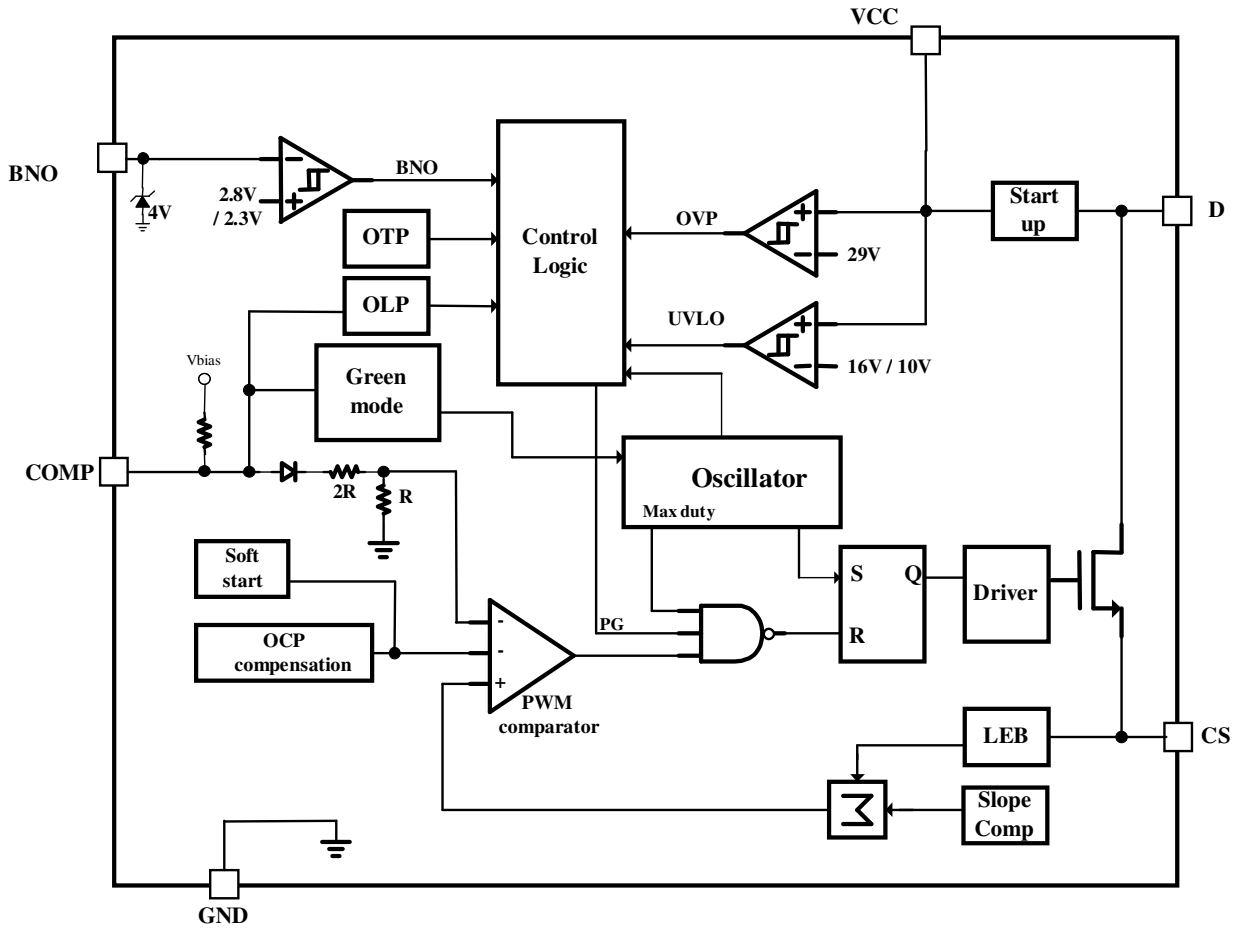 VCC
BNO
4V
2.8V
/ 2.3V
BNO
OTP
OLP
Control
Logic
OVP
29V
UVLO
16V / 10V
Start
up
D
Vbias
Green
mode
COMP
2R
R
Oscillator
Max duty
Soft
start
OCP
compensation
PG
-
-
+
PWM
comparator
S
Q
R
Driver
LEB
CS
Σ
Slope
Comp
GND